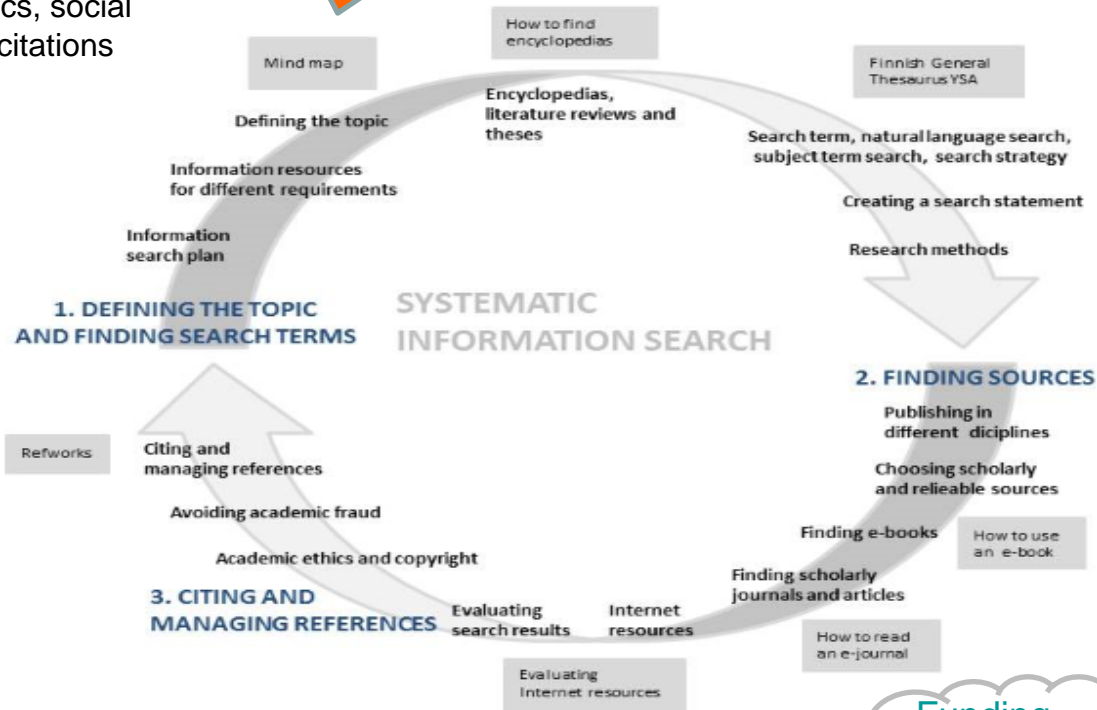 cs, social
citations
How to find
encyclopedias
Mind map
Finnish General
Thesaurus YSA
Encyclopedias,
literature reviews and
theses
Defining the topic
Search term, natural language search,
subject term search, search strategy
Information resources
for different requirements
Creating a search statement
Information
search plan
Research methods
1. DEFINING THE TOPIC
AND FINDING SEARCH TERMS
SYSTEMATIC
INFORMATION SEARCH
2. FINDING SOURCES
Publishing in
different diciplines
Refworks
Citing and
managing references
Choosing scholarly
and relieable sources
Avoiding academic fraud
Finding e-books
How to use
an e-book
Academic ethics and copyright
Finding scholarly
journals and articles
3. CITING AND
MANAGING REFERENCES
Evaluating
search results
Internet
resources
How to read
an e-journal
Evaluating
Internet resources
Funding